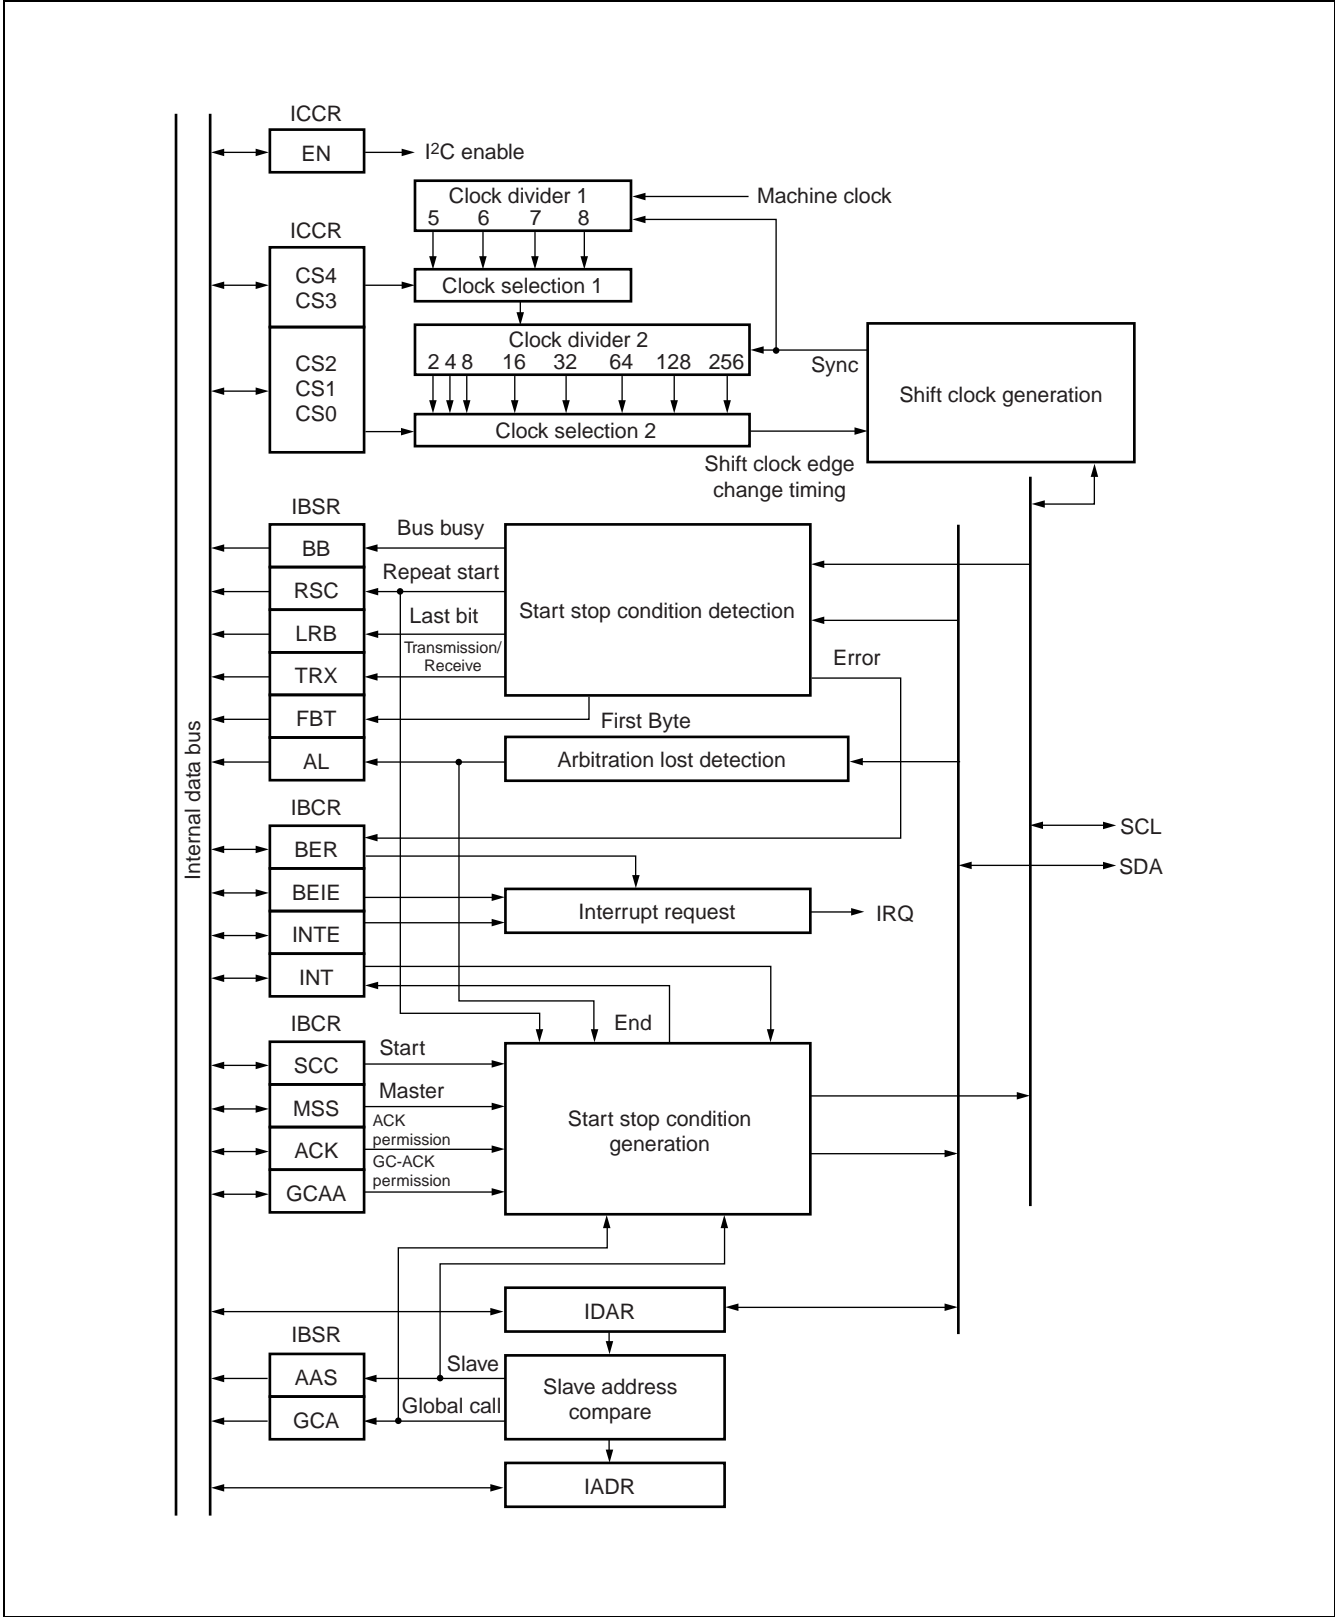 ICCR
EN
I2C enable
Clock divider 1
5 6 7 8
Machine clock
ICCR
CS4
CS3
Clock selection 1
Clock divider 2
2 4 8 16 32 64 128 256
Sync
CS2
CS1
CS0
Shift clock generation
Clock selection 2
Shift clock edge
change timing
IBSR
BB
Bus busy
RSC
Repeat start
Start stop condition detection
LRB
Last bit
TRX
Transmission/
Receive
Error
FBT
First Byte
AL
Arbitration lost detection
Internal data bus
IBCR
BER
SCL
SDA
BEIE
Interrupt request
IRQ
INTE
INT
IBCR
End
SCC
Start
MSS
Master
Start stop condition
generation
ACK
ACK
permission
GC-ACK
permission
GCAA
IDAR
IBSR
AAS
Slave
Slave address
compare
GCA
Global call
IADR